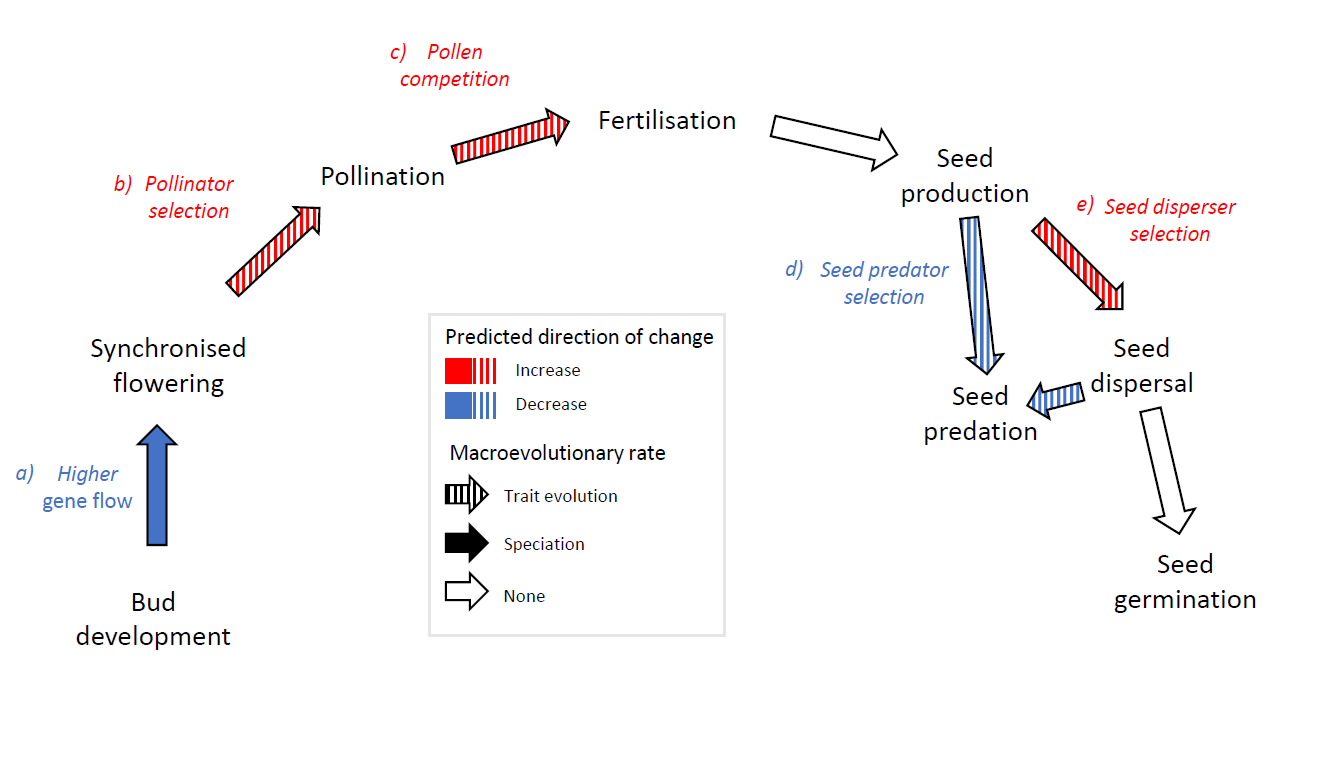 c) Pollen
competition
Fertilisation
Seed
production
Pollination
b) Pollinator
selection
e) Seed disperser
selection
d) Seed predator
selection
Synchronised
flowering
Predicted direction of change
Increase
Decrease
Macroevolutionary rate
Trait evolution
Speciation
None
Seed
dispersal
Seed
predation
a) Higher
gene flow
Bud
development
Seed
germination